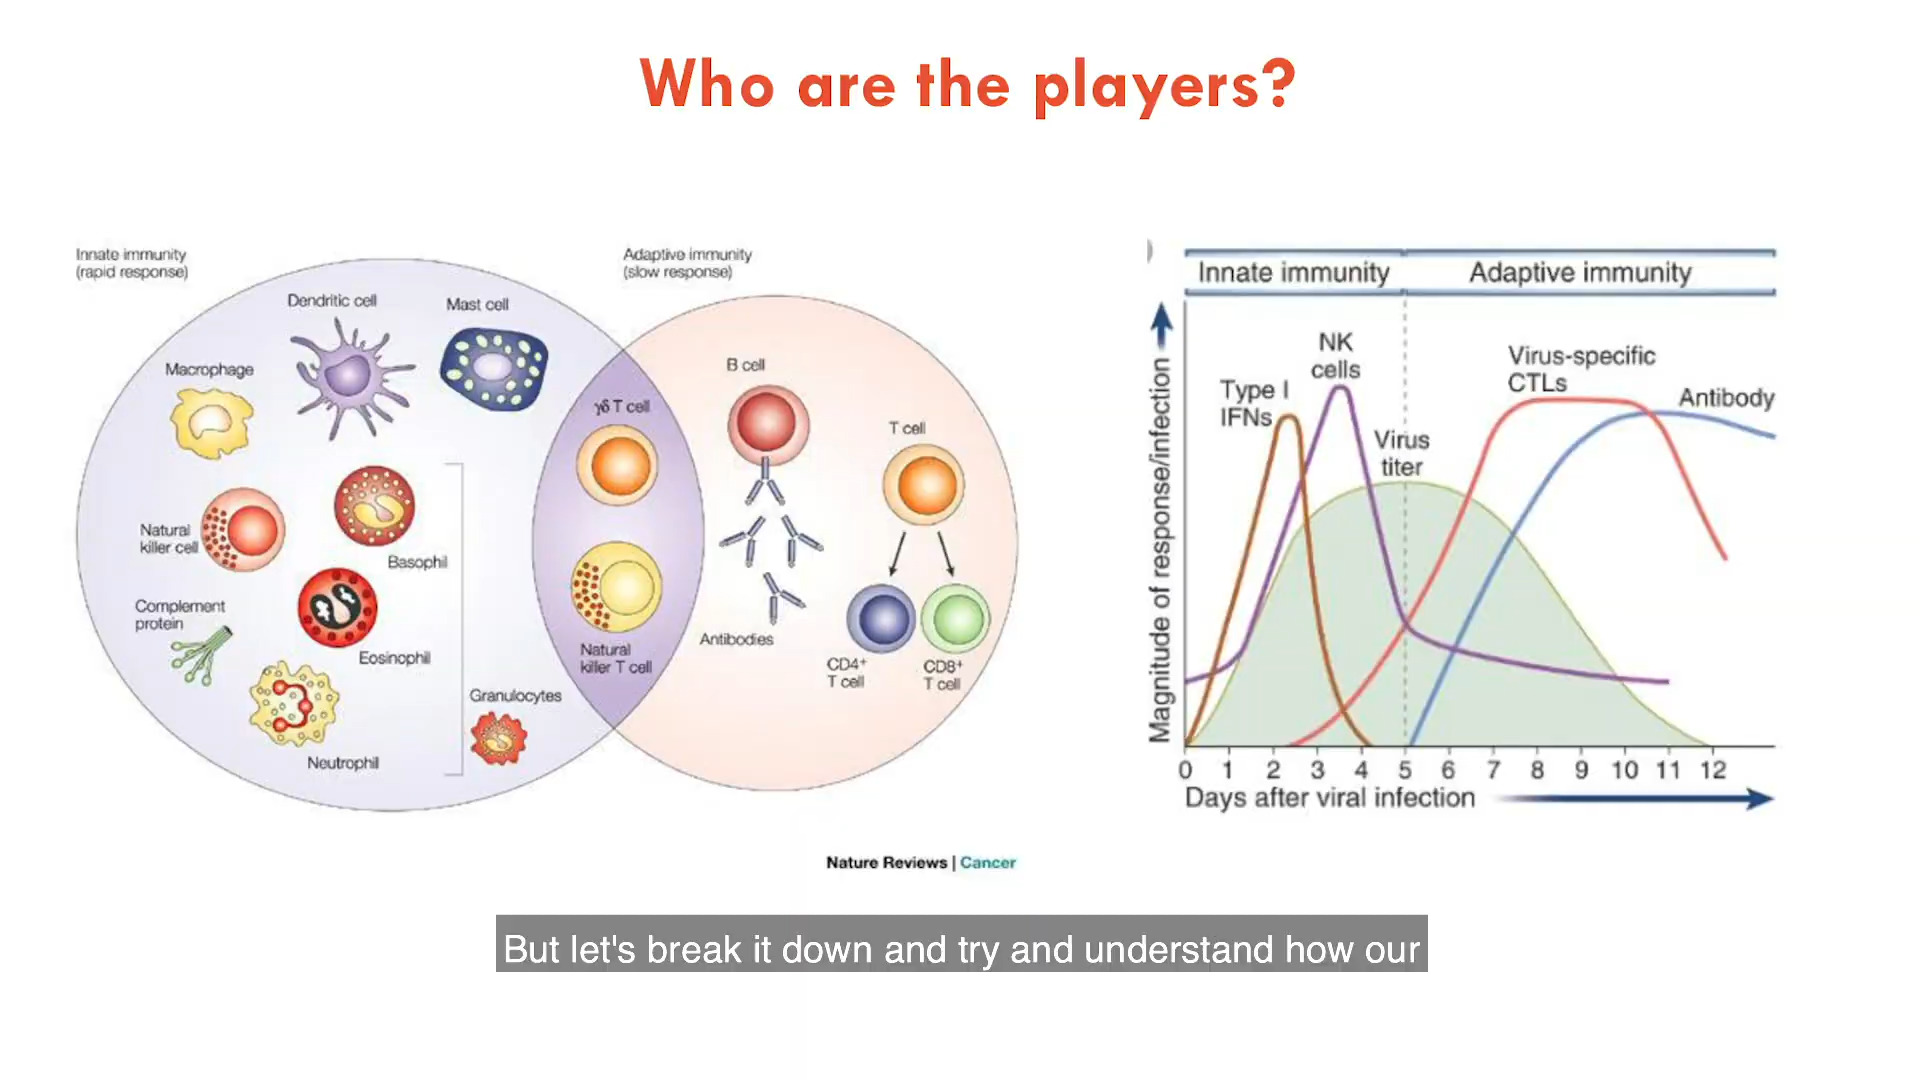 Who are the players?
Innate immunity
(rapid response)
Adaptive immunity
(slow response)
Dendritic cell
Mast cell
Macrophage
γδ T cell
B cell
T cell
Natural
killer cell
Basophil
Complement
protein
Eosinophil
Natural
killer T cell
Antibodies
CD4+
T cell
CD8+
T cell
Granulocytes
Neutrophil
Nature Reviews | Cancer
Innate immunity
Adaptive immunity
Magnitude of response/infection
Type I
IFNs
NK
cells
Virus
titer
Virus-specific
CTLs
Antibody
0 1 2 3 4 5 6 7 8 9 10 11 12
Days after viral infection
But let's break it down and try and understand how our